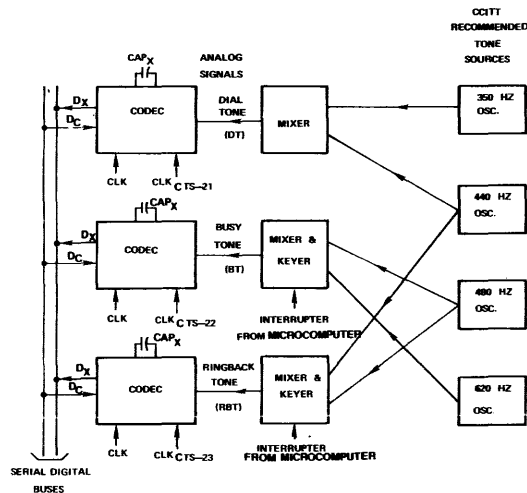 CCITT
RECOMMENDED
TONE
SOURCES
CAPX
ANALOG
SIGNALS
DX
DC
CODEC
DIAL
TONE
(DT)
MIXER
350 HZ
OSC.
CLK
CLK CTS–21
CAPX
440 HZ
OSC.
DX
DC
CODEC
BUSY
TONE
(BT)
MIXER &
KEYER
480 HZ
OSC.
CLK
CLK CTS–22
INTERRUPTER
FROM MICROCOMPUTER
CAPX
DX
DC
CODEC
RINGBACK
TONE
(RBT)
MIXER &
KEYER
620 HZ
OSC.
CLK
CLK CTS–23
INTERRUPTER
FROM MICROCOMPUTER
SERIAL DIGITAL
BUSES